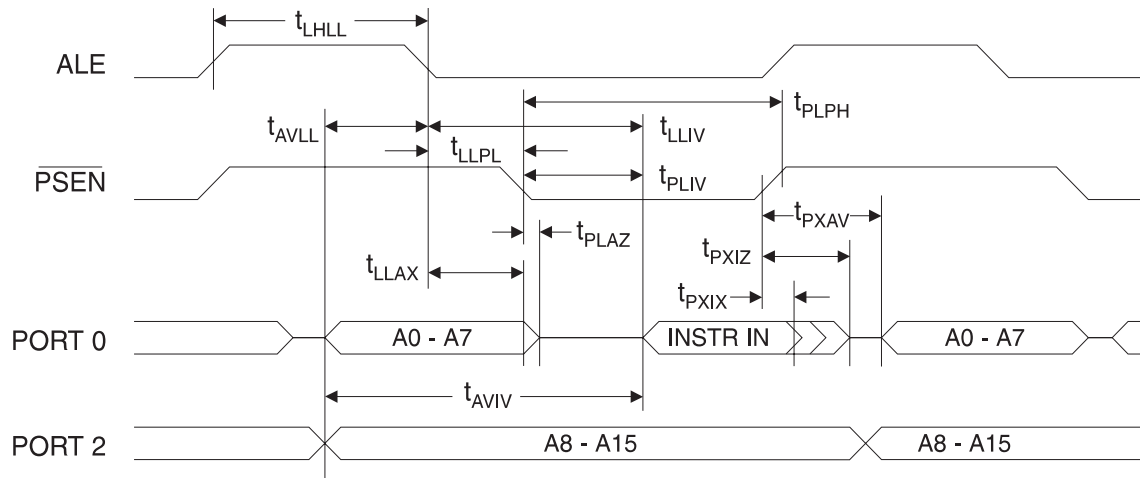 tLHLL
ALE
tPLPH
tAVLL
tLLIV
tLLPL
PSEN
tPLIV
tPXAV
tPLAZ
tPXIZ
tLLAX
tPXIX
PORT 0
A0 - A7
INSTR IN
A0 - A7
tAVIV
PORT 2
A8 - A15
A8 - A15